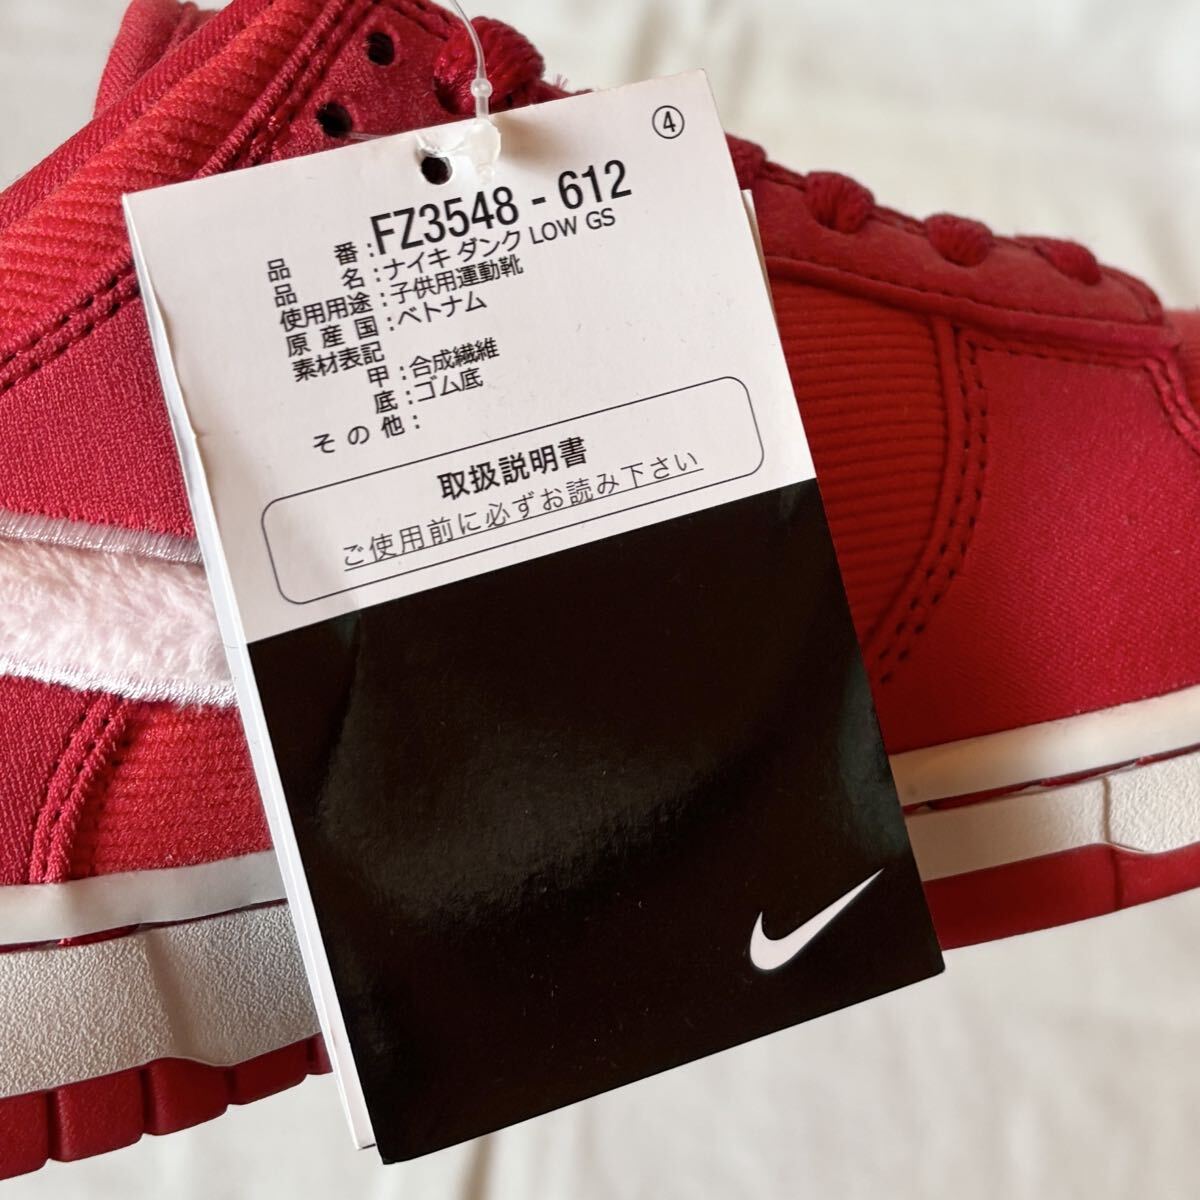 ④
品番:FZ3548-612
品名:ナイキ ダンク LOW GS
使用用途:子供用運動靴
原産国:ベトナム
素材表記
甲:合成繊維
底:ゴム底
その他:
取扱説明書
ご使用前に必ずお読み下さい